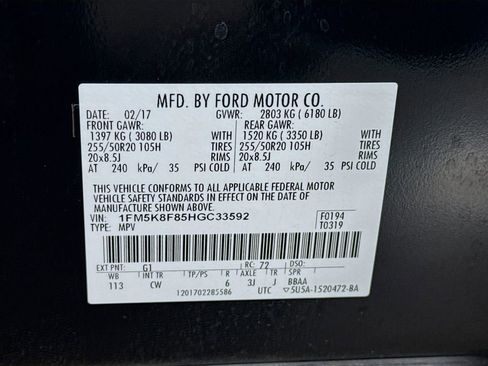 MFD. BY FORD MOTOR CO.
DATE: 02/17 GVWR: 2803 KG ( 6180 LB)
FRONT GAWR: REAR GAWR:
1397 KG ( 3080 LB) 1520 KG ( 3350 LB)
255/50R20 105H TIRES 255/50R20 105H TIRES
20x8.5J RIMS 20x8.5J RIMS
AT 240 kPa/ 35 PSI COLD AT 240 kPa/ 35 PSI COLD
THIS VEHICLE CONFORMS TO ALL APPLICABLE FEDERAL MOTOR
VEHICLE SAFETY STANDARDS IN EFFECT ON THE DATE OF
MANUFACTURE SHOWN ABOVE.
VIN: 1FM5K8F85HGC33592 F0194
TYPE: MPV T0319
EXT PNT: G1 RC: 72 DSO:
WB INT TR TP/PS R AXLE TR SPR
113 CW 6 3J J BBAA
1201702285586 UTC ▽5U5A-1520472-BA